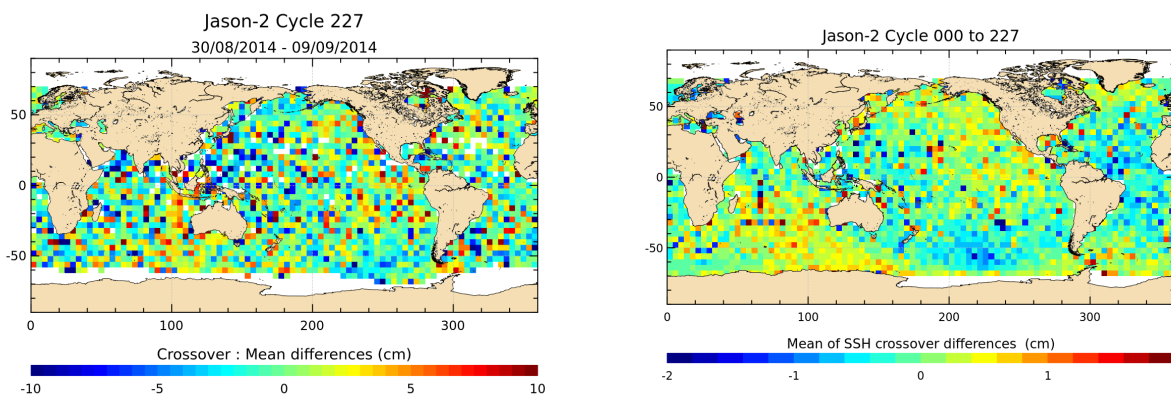 Jason-2 Cycle 227
30/08/2014 - 09/09/2014
50
0
-50
0 100 200 300
Crossover : Mean differences (cm)
-10 -5 0 5 10
Jason-2 Cycle 000 to 227
50
0
-50
0 100 200 300
Mean of SSH crossover differences (cm)
-2 -1 0 1